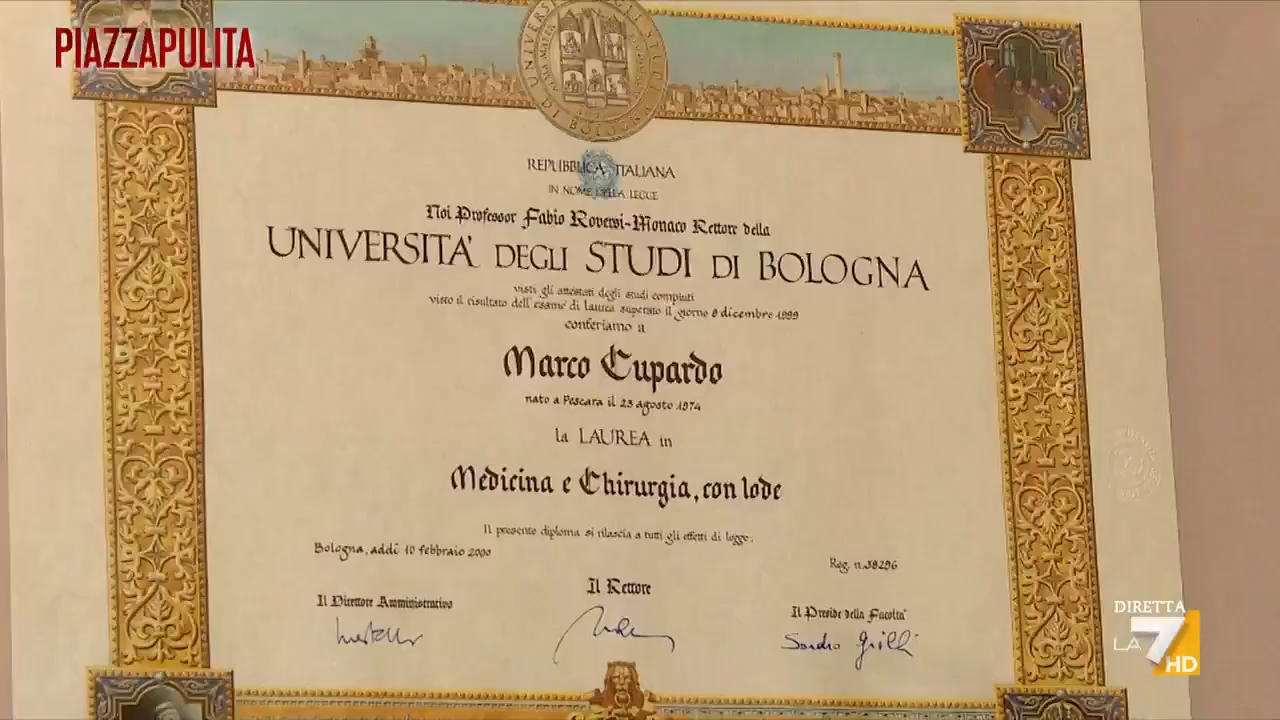 PIAZZAPULITA
REPUBBLICA ITALIANA
IN NOME DELLA LEGGE
Noi Professor Fabio Roversi-Monaco Rettore della
UNIVERSITA' DEGLI STUDI DI BOLOGNA
visti gli attestati degli studi compiuti
visto il risultato dell'esame di laurea superato il giorno 9 dicembre 1999
conferiamo a
Marco Cupardo
nato a Pescara il 23 agosto 1974
la LAUREA in
Medicina e Chirurgia, con lode
Il presente diploma si rilascia a tutti gli effetti di legge.
Bologna, addì 10 febbraio 2000
Reg. n. 38296
Il Rettore
Il Direttore Amministrativo
Il Preside della Facoltà
Sandro Grilli
DIRETTA
LA 7 HD